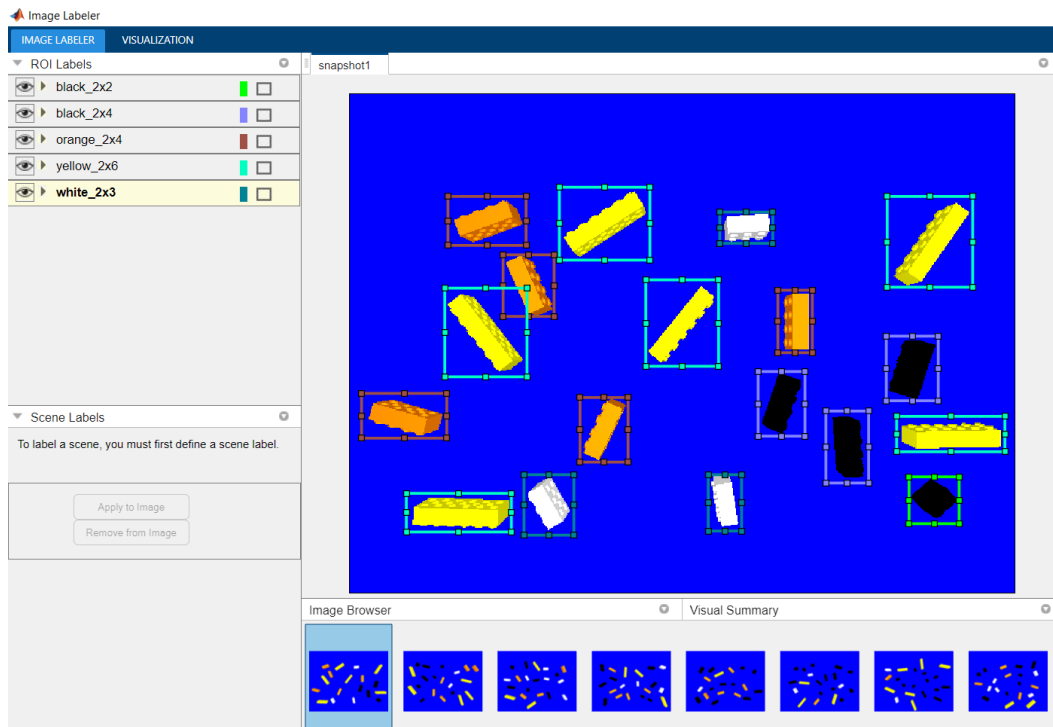 Image Labeler
IMAGE LABELER VISUALIZATION
ROI Labels
black_2x2
black_2x4
orange_2x4
yellow_2x6
white_2x3
Scene Labels
To label a scene, you must first define a scene label.
Apply to Image
Remove from Image
snapshot1
Image Browser
Visual Summary